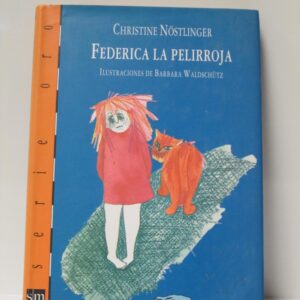 CHRISTINE NÖSTLINGER
FEDERICA LA PELIRROJA
ILUSTRACIONES DE BARBARA WALDSCHÜTZ
serie oro
sm